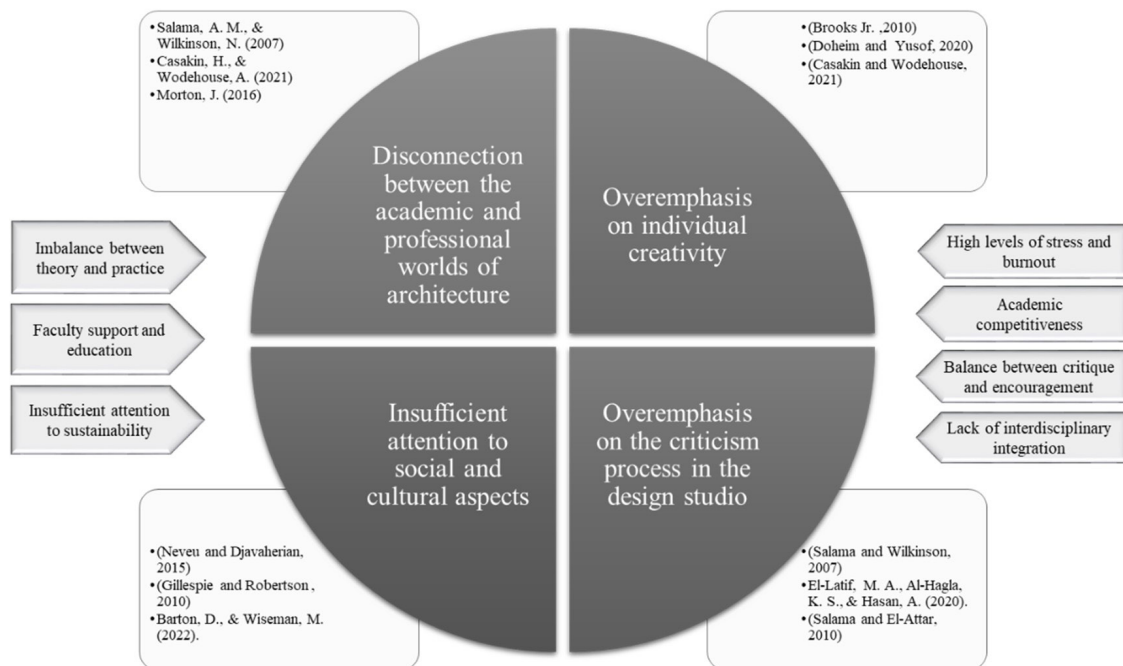 •Salama, A. M., &
Wilkinson, N. (2007)
•Casakin, H., &
Wodehouse, A. (2021)
•Morton, J. (2016)
•(Brooks Jr. ,2010)
•(Doheim and Yusof, 2020)
•(Casakin and Wodehouse,
2021)
Disconnection
between the
academic and
professional
worlds of
architecture
Overemphasis
on individual
creativity
Imbalance between
theory and practice
Faculty support and
education
Insufficient attention
to sustainability
High levels of stress and
burnout
Academic
competitiveness
Balance between critique
and encouragement
Lack of interdisciplinary
integration
Insufficient
attention to
social and
cultural aspects
Overemphasis
on the criticism
process in the
design studio
•(Neveu and Djavaherian,
2015)
•(Gillespie and Robertson,
2010)
•Barton, D., & Wiseman, M.
(2022).
•(Salama and Wilkinson,
2007)
•El-Latif, M. A., Al-Hagla,
K. S., & Hasan, A. (2020).
•(Salama and El-Attar,
2010)